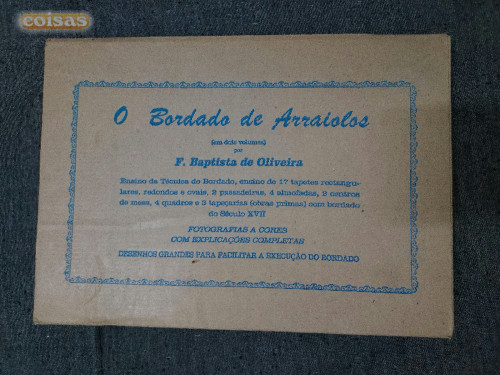 coisas
O Bordado de Arraiolos
(em dois volumes)
por
F. Baptista de Oliveira
Ensino da Técnica do Bordado, ensino de 17 tapetes rectangu-
lares, redondos e ovais, 2 passadeiras, 4 almofadas, 2 centros
de mesa, 4 quadros e 3 tapeçarias (obras primas) com bordado
do Século XVII
FOTOGRAFIAS A CORES
COM EXPLICAÇÕES COMPLETAS
DESENHOS GRANDES PARA FACILITAR A EXECUÇÃO DO BORDADO